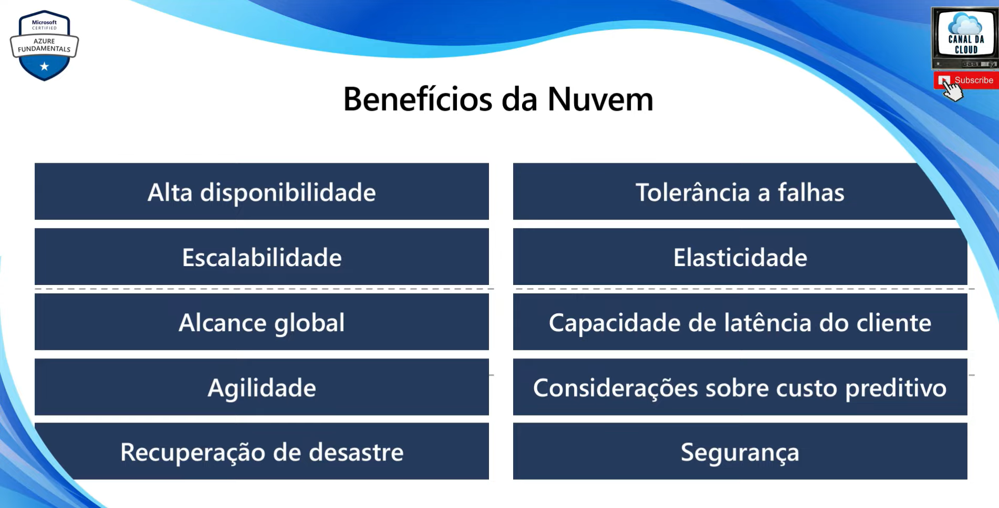 Microsoft
CERTIFIED
AZURE
FUNDAMENTALS
CANAL DA
CLOUD
Subscribe
Benefícios da Nuvem
Alta disponibilidade
Tolerância a falhas
Escalabilidade
Elasticidade
Alcance global
Capacidade de latência do cliente
Agilidade
Considerações sobre custo preditivo
Recuperação de desastre
Segurança